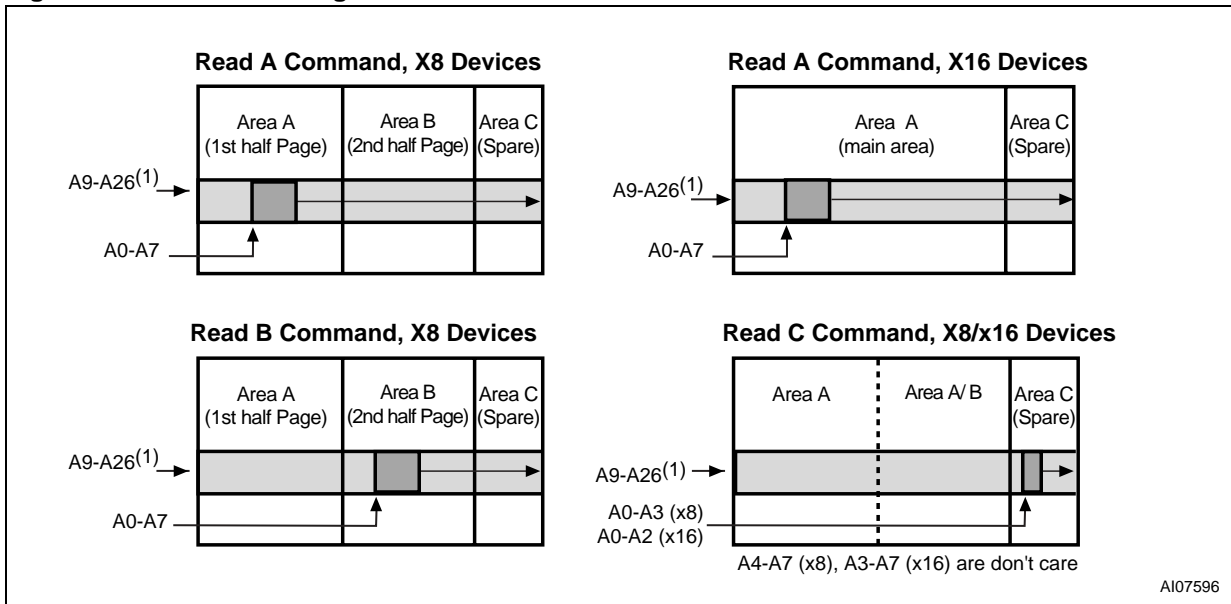 Read A Command, X8 Devices
Area A
(1st half Page)
Area B
(2nd half Page)
Area C
(Spare)
A9-A26(1)
A0-A7
Read A Command, X16 Devices
Area A
(main area)
Area C
(Spare)
A9-A26(1)
A0-A7
Read B Command, X8 Devices
Area A
(1st half Page)
Area B
(2nd half Page)
Area C
(Spare)
A9-A26(1)
A0-A7
Read C Command, X8/x16 Devices
Area A
Area A/ B
Area C
(Spare)
A9-A26(1)
A0-A3 (x8)
A0-A2 (x16)
A4-A7 (x8), A3-A7 (x16) are don't care
AI07596